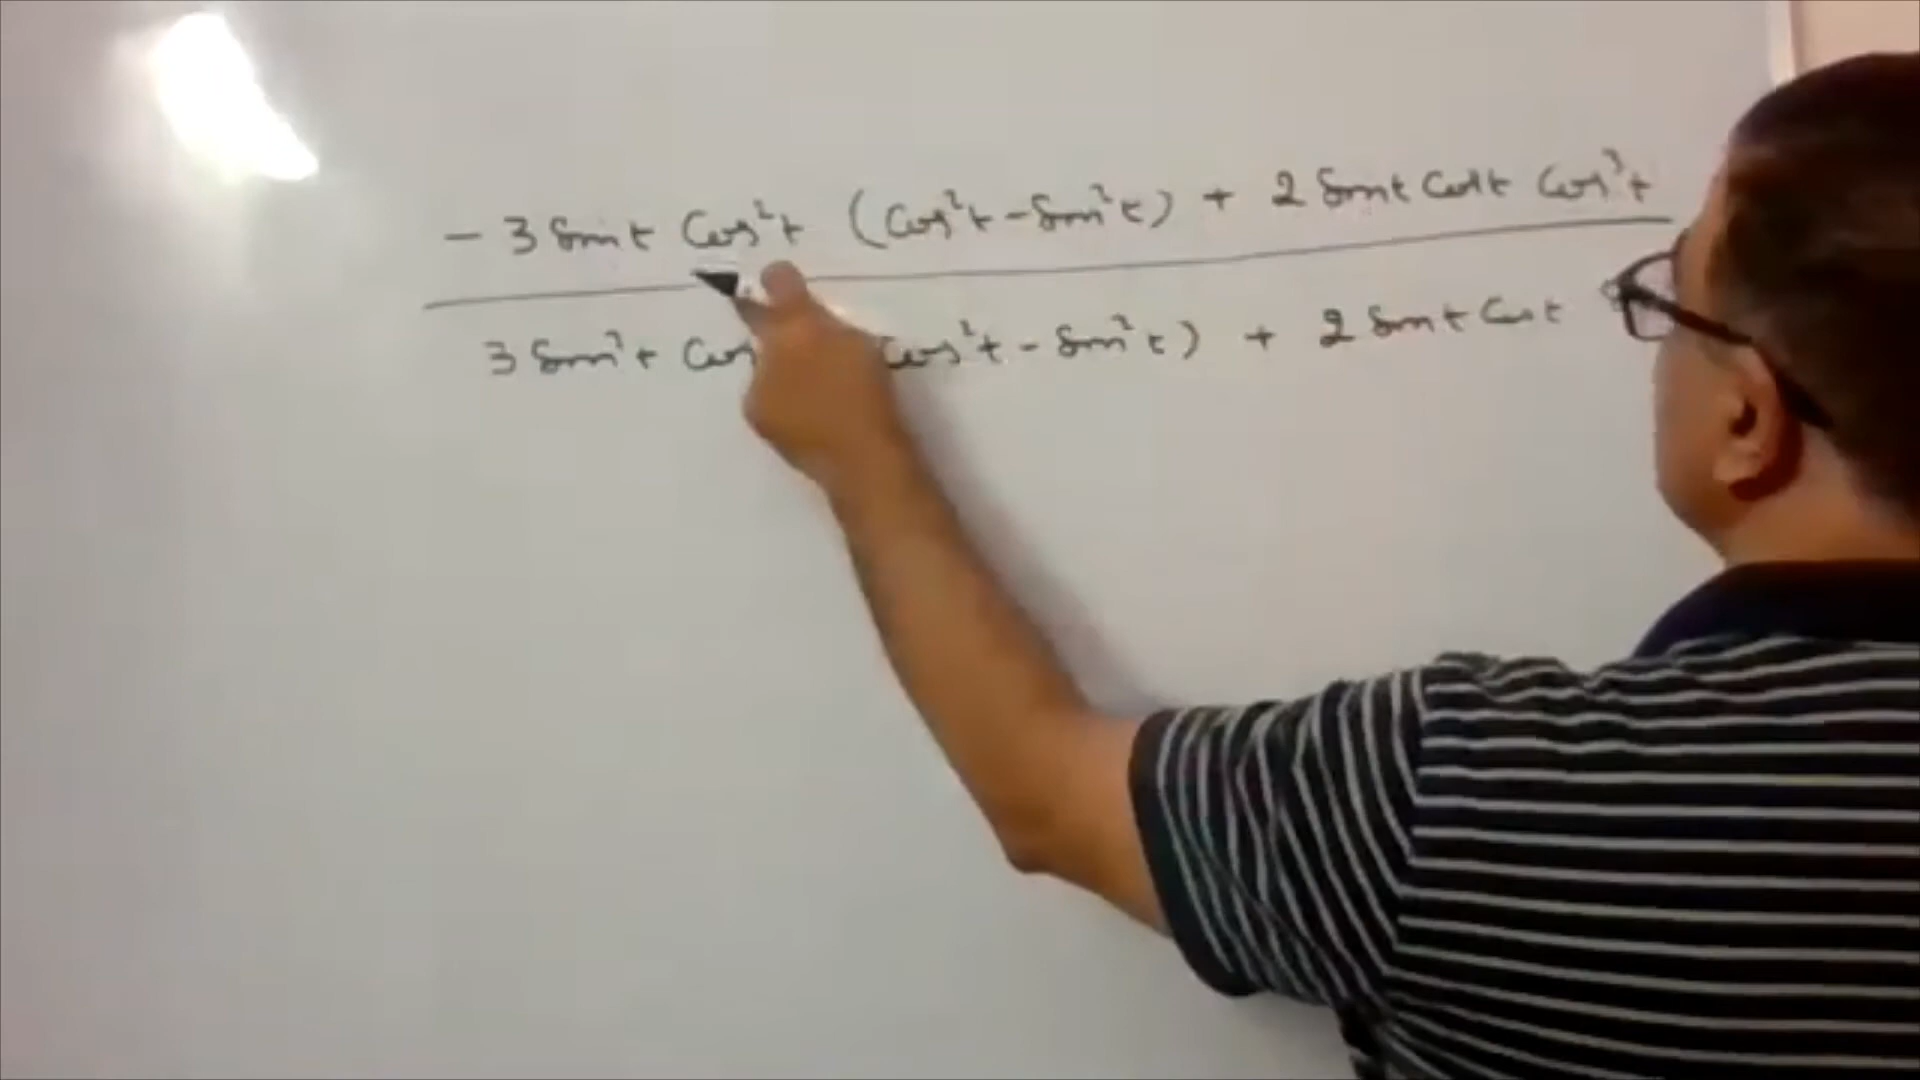 - 3 Sin t Cos²t (Cos²t - Sin²t) + 2 Sin t Cos t Cos³t
3 Sin²t Cos Cos²t - Sin²t) + 2 Sin t Cos t